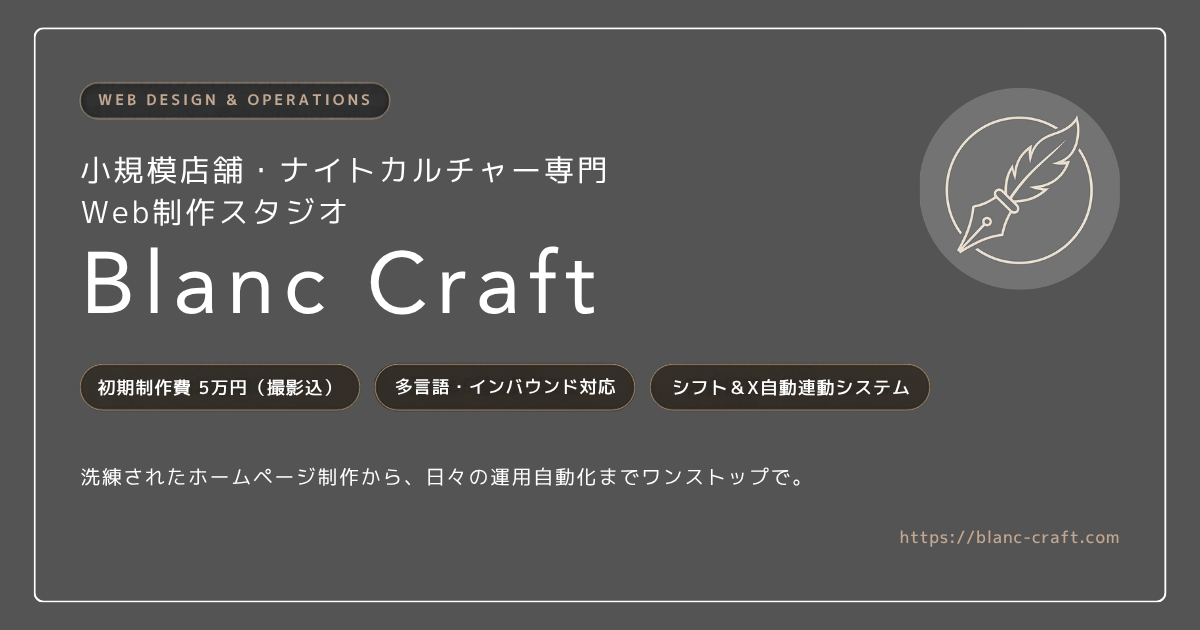 WEB DESIGN & OPERATIONS
小規模店舗・ナイトカルチャー専門
Web制作スタジオ
Blanc Craft
初期制作費 5万円（撮影込）
多言語・インバウンド対応
シフト＆X自動連動システム
洗練されたホームページ制作から、日々の運用自動化までワンストップで。
https://blanc-craft.com